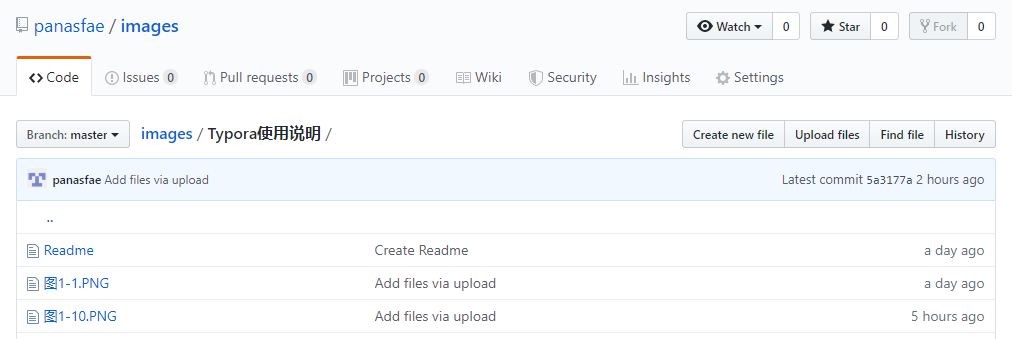 panasfae / images Watch 0 Star 0 Fork 0
Code Issues 0 Pull requests 0 Projects 0 Wiki Security Insights Settings
Branch: master images / Typora使用说明 / Create new file Upload files Find file History
panasfae Add files via upload Latest commit 5a3177a 2 hours ago
..
Readme Create Readme a day ago
图1-1.PNG Add files via upload a day ago
图1-10.PNG Add files via upload 5 hours ago